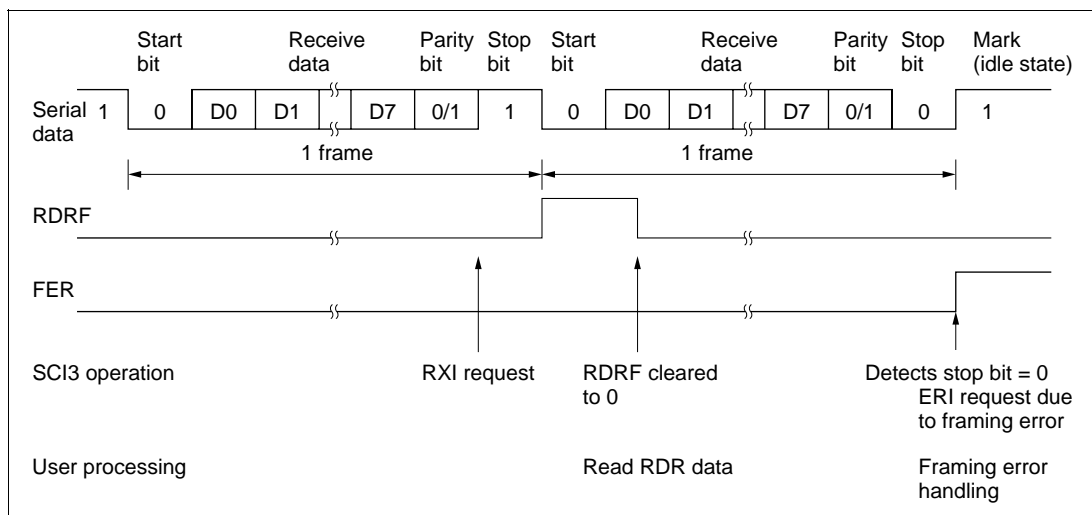 Start bit Receive data Parity bit Stop bit Start bit Receive data Parity bit Stop bit Mark (idle state)
Serial data 1 0 D0 D1 D7 0/1 1 0 D0 D1 D7 0/1 0 1
1 frame 1 frame
RDRF
FER
SCI3 operation RXI request RDRF cleared to 0 Detects stop bit = 0 ERI request due to framing error
User processing Read RDR data Framing error handling